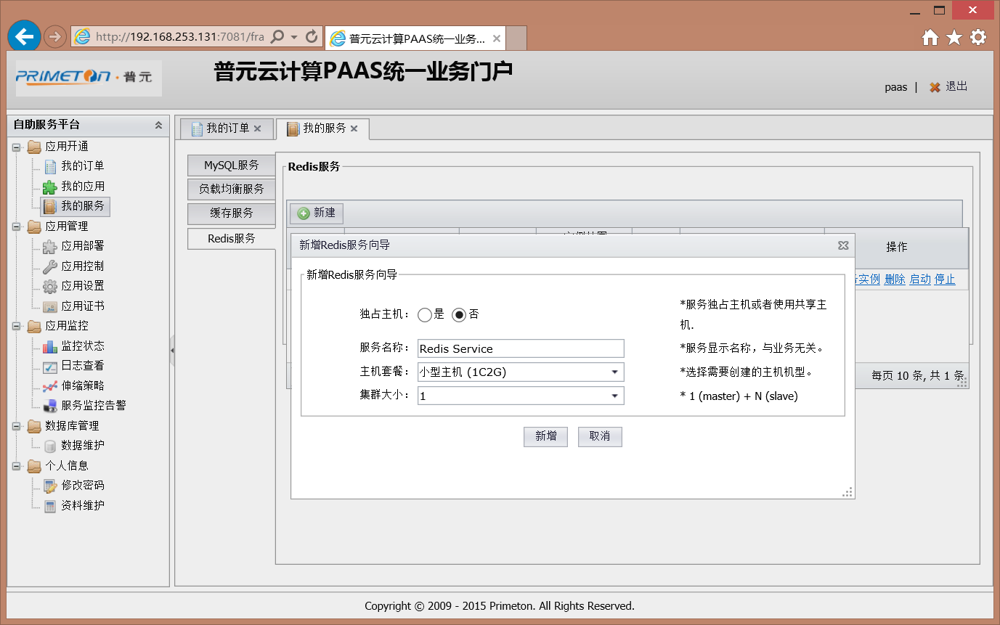 http://192.168.253.131:7081/fra
普元云计算PAAS统一业务...
PRIMETON·普元
普元云计算PAAS统一业务门户
paas | 退出
自助服务平台
应用开通
我的订单
我的应用
我的服务
应用管理
应用部署
应用控制
应用设置
应用证书
应用监控
监控状态
日志查看
伸缩策略
服务监控告警
数据库管理
数据维护
个人信息
修改密码
资料维护
我的订单
我的服务
MySQL服务
负载均衡服务
缓存服务
Redis服务
Redis服务
新建
操作
实例 删除 启动 停止
每页 10 条, 共 1 条
新增Redis服务向导
新增Redis服务向导
独占主机： 是 否 *服务独占主机或者使用共享主
机.
服务名称： Redis Service *服务显示名称，与业务无关。
主机套餐： 小型主机 (1C2G) *选择需要创建的主机机型。
集群大小： 1 * 1 (master) + N (slave)
新增 取消
Copyright © 2009 - 2015 Primeton. All Rights Reserved.